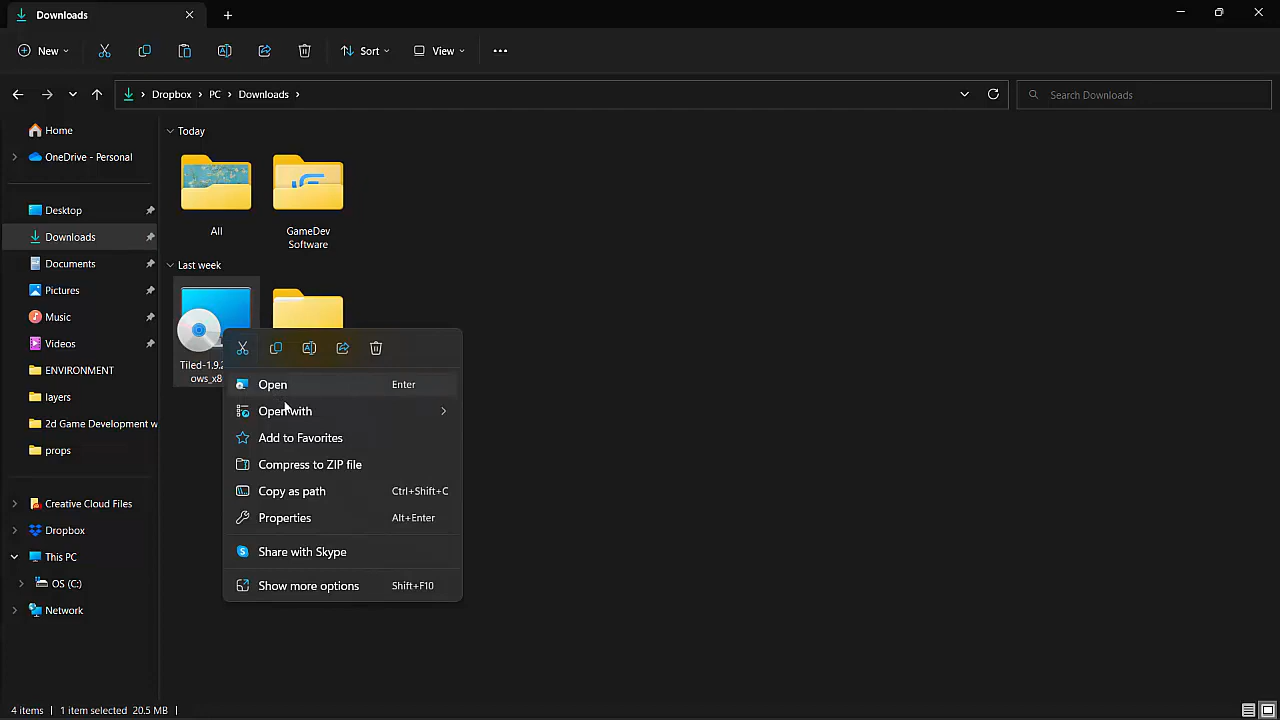 Downloads
New
Sort
View
Dropbox
PC
Downloads
Search Downloads
Home
OneDrive - Personal
Desktop
Downloads
Documents
Pictures
Music
Videos
ENVIRONMENT
layers
2d Game Development w
props
Creative Cloud Files
Dropbox
This PC
OS (C:)
Network
Today
All
GameDev
Software
Last week
Tiled-1.9.2
ows_x8
Open Enter
Open with
Add to Favorites
Compress to ZIP file
Copy as path Ctrl+Shift+C
Properties Alt+Enter
Share with Skype
Show more options Shift+F10
4 items
1 item selected 20.5 MB